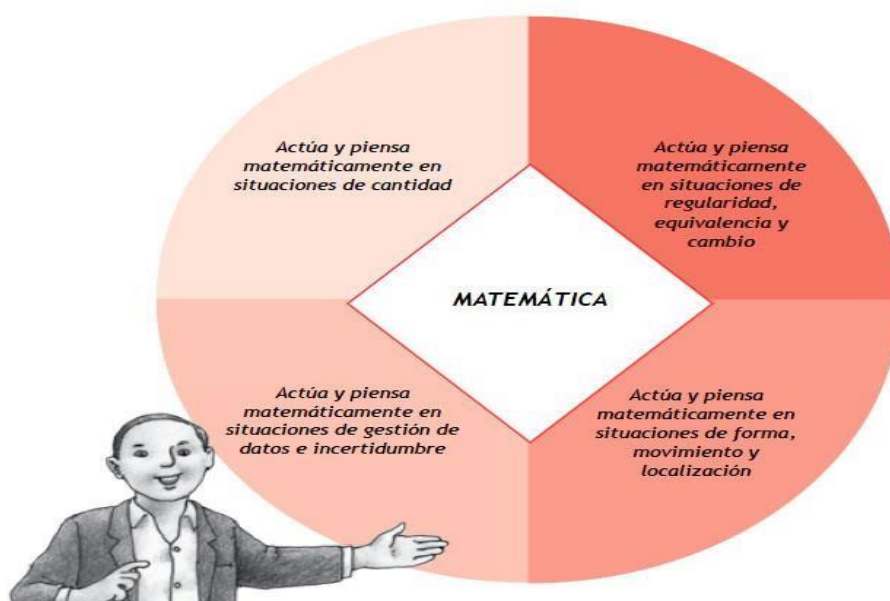 Actúa y piensa
matemáticamente en
situaciones de cantidad
Actúa y piensa
matemáticamente
en situaciones de
regularidad,
equivalencia y
cambio
MATEMÁTICA
Actúa y piensa
matemáticamente en
situaciones de gestión de
datos e incertidumbre
Actúa y piensa
matemáticamente en
situaciones de forma,
movimiento y
localización